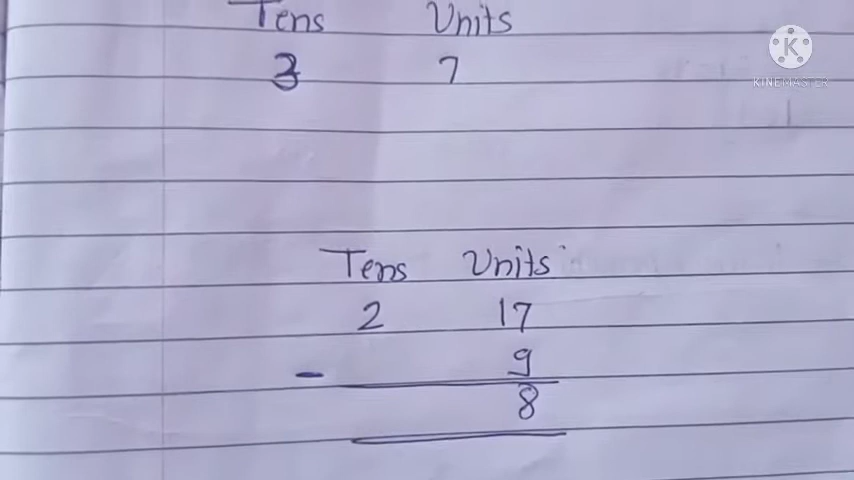 Tens Units
3 7
K
KINEMASTER
Tens Units
2 17
- 9
8